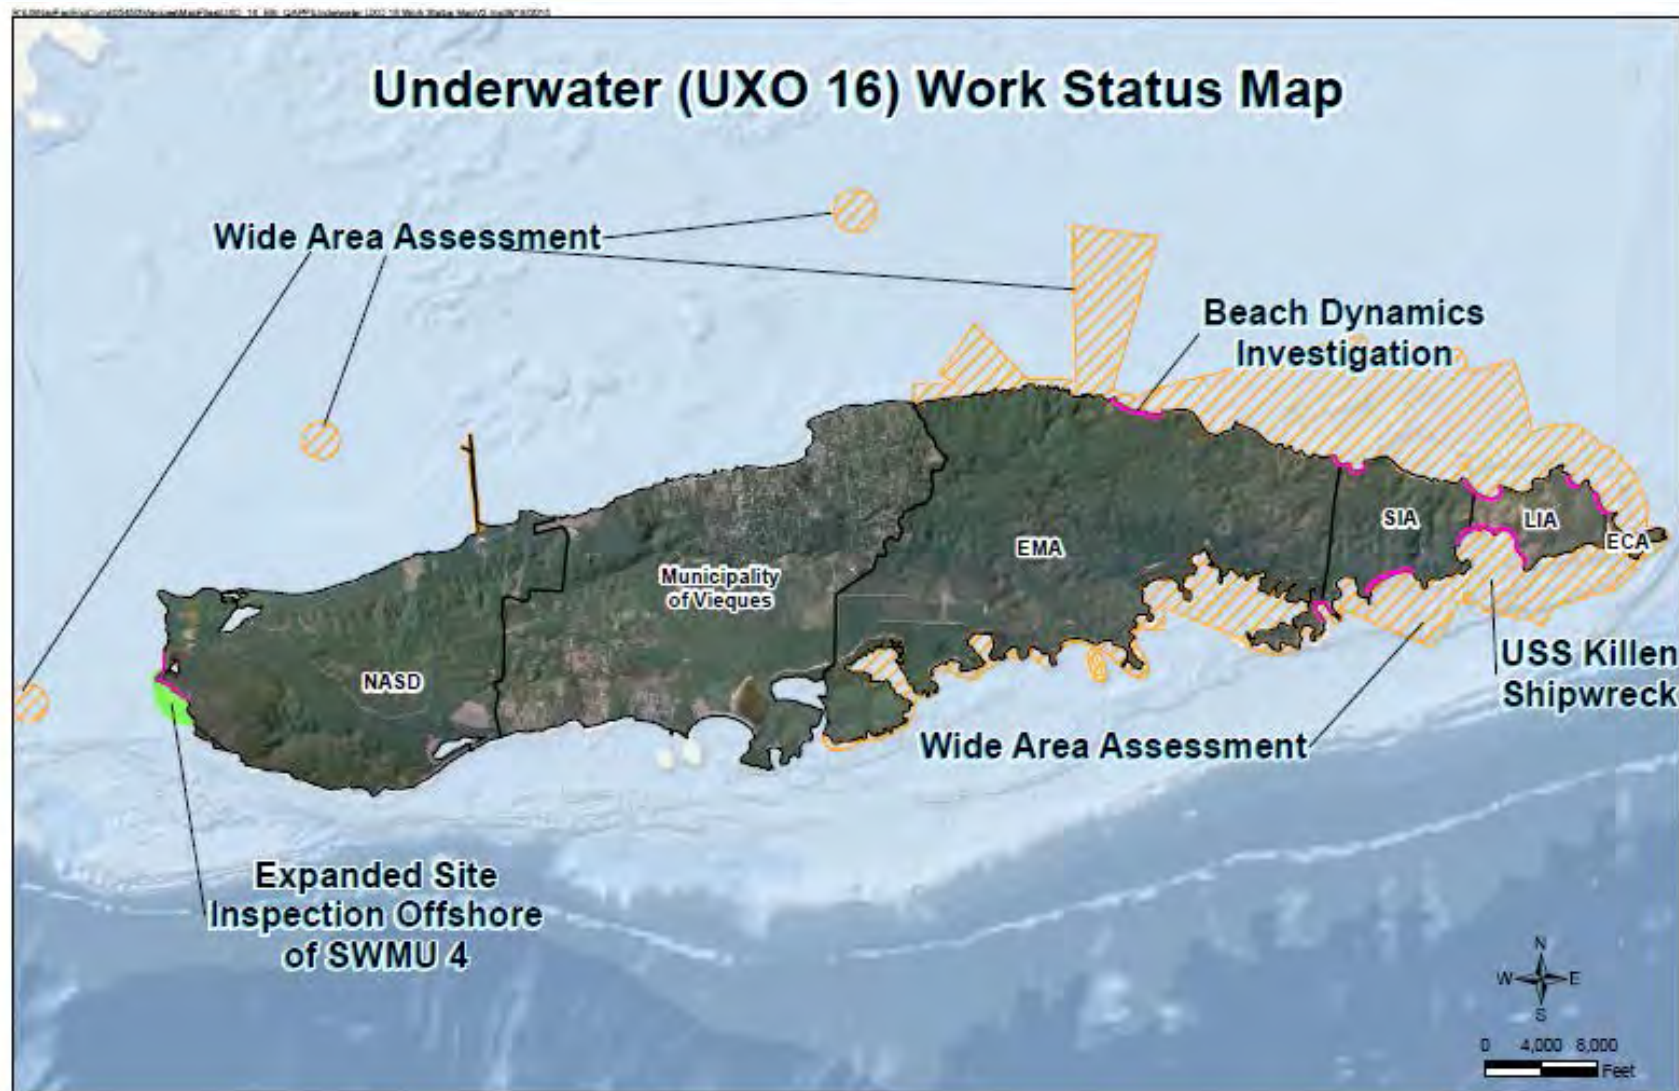 Underwater (UXO 16) Work Status Map
Wide Area Assessment
Beach Dynamics
Investigation
SIA
LIA
ECA
EMA
Municipality
of Vieques
NASD
USS Killen
Shipwreck
Wide Area Assessment
Expanded Site
Inspection Offshore
of SWMU 4
N
W
E
S
0 4,000 8,000
Feet